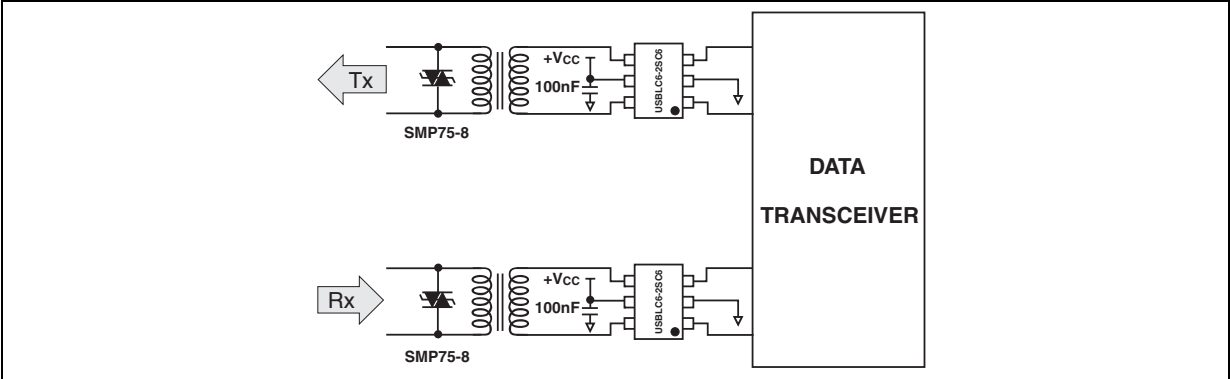 Tx
+VCC
100nF
USBLC6-2SC6
SMP75-8
DATA
TRANSCEIVER
Rx
+VCC
100nF
USBLC6-2SC6
SMP75-8